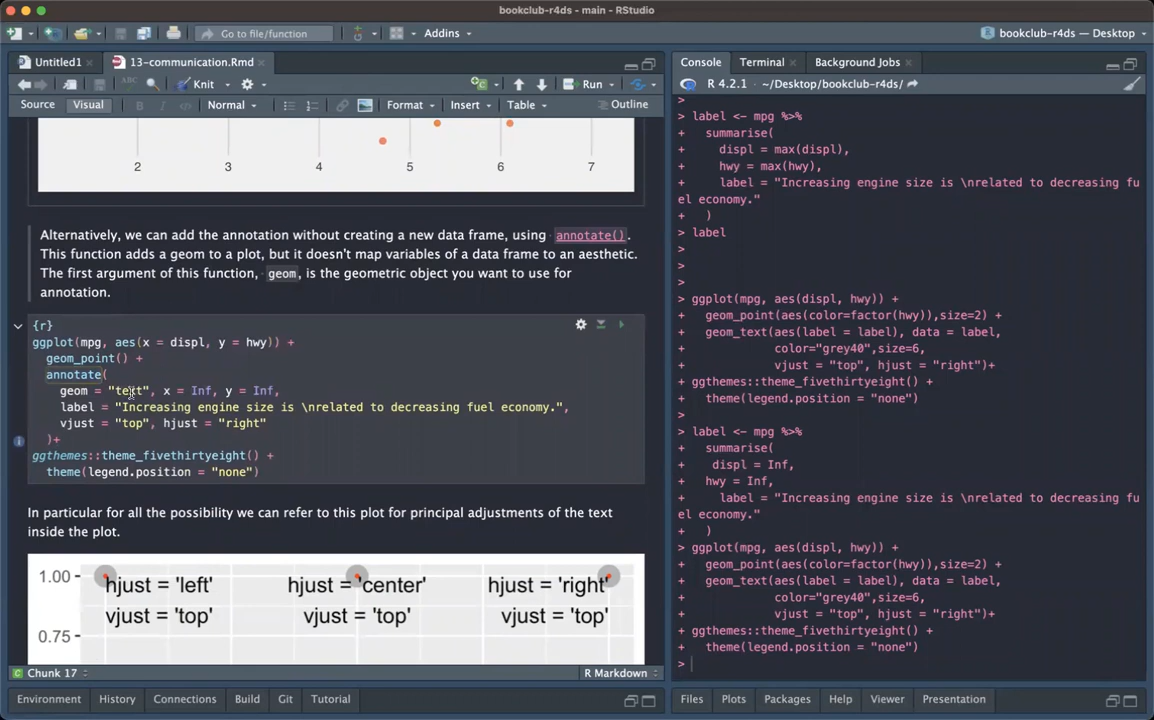 bookclub-r4ds - main - RStudio
Go to file/function
Addins
bookclub-r4ds — Desktop
Untitled1
13-communication.Rmd
ABC
Knit
Run
Source
Visual
Normal
Format
Insert
Table
Outline
2 3 4 5 6 7
Alternatively, we can add the annotation without creating a new data frame, using annotate().
This function adds a geom to a plot, but it doesn't map variables of a data frame to an aesthetic.
The first argument of this function, geom, is the geometric object you want to use for
annotation.
{r}
ggplot(mpg, aes(x = displ, y = hwy)) +
geom_point() +
annotate(
geom = "text", x = Inf, y = Inf,
label = "Increasing engine size is \nrelated to decreasing fuel economy.",
vjust = "top", hjust = "right"
)+
ggthemes::theme_fivethirtyeight() +
theme(legend.position = "none")
In particular for all the possibility we can refer to this plot for principal adjustments of the text
inside the plot.
1.00
hjust = 'left' hjust = 'center' hjust = 'right'
vjust = 'top' vjust = 'top' vjust = 'top'
0.75
Chunk 17
R Markdown
Environment
History
Connections
Build
Git
Tutorial
Console
Terminal
Background Jobs
R 4.2.1 · ~/Desktop/bookclub-r4ds/
>
> label <- mpg %>%
+ summarise(
+ displ = max(displ),
+ hwy = max(hwy),
+ label = "Increasing engine size is \nrelated to decreasing fu
el economy."
+ )
> label
>
>
>
> ggplot(mpg, aes(displ, hwy)) +
+ geom_point(aes(color=factor(hwy)),size=2) +
+ geom_text(aes(label = label), data = label,
+ color="grey40",size=6,
+ vjust = "top", hjust = "right")+
+ ggthemes::theme_fivethirtyeight() +
+ theme(legend.position = "none")
>
> label <- mpg %>%
+ summarise(
+ displ = Inf,
+ hwy = Inf,
+ label = "Increasing engine size is \nrelated to decreasing fu
el economy."
+ )
> ggplot(mpg, aes(displ, hwy)) +
+ geom_point(aes(color=factor(hwy)),size=2) +
+ geom_text(aes(label = label), data = label,
+ color="grey40",size=6,
+ vjust = "top", hjust = "right")+
+ ggthemes::theme_fivethirtyeight() +
+ theme(legend.position = "none")
>
Files
Plots
Packages
Help
Viewer
Presentation